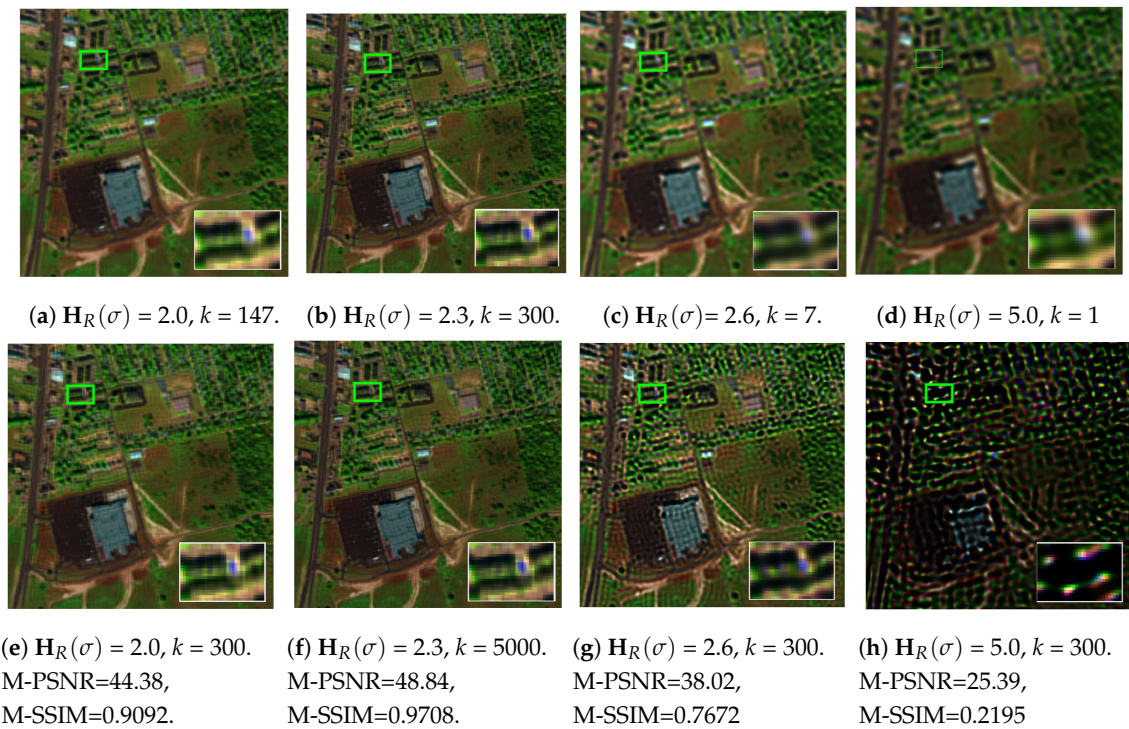 (a) H_R(σ) = 2.0, k = 147.
(b) H_R(σ) = 2.3, k = 300.
(c) H_R(σ)= 2.6, k = 7.
(d) H_R(σ) = 5.0, k = 1
(e) H_R(σ) = 2.0, k = 300.
M-PSNR=44.38,
M-SSIM=0.9092.
(f) H_R(σ) = 2.3, k = 5000.
M-PSNR=48.84,
M-SSIM=0.9708.
(g) H_R(σ) = 2.6, k = 300.
M-PSNR=38.02,
M-SSIM=0.7672
(h) H_R(σ) = 5.0, k = 300.
M-PSNR=25.39,
M-SSIM=0.2195